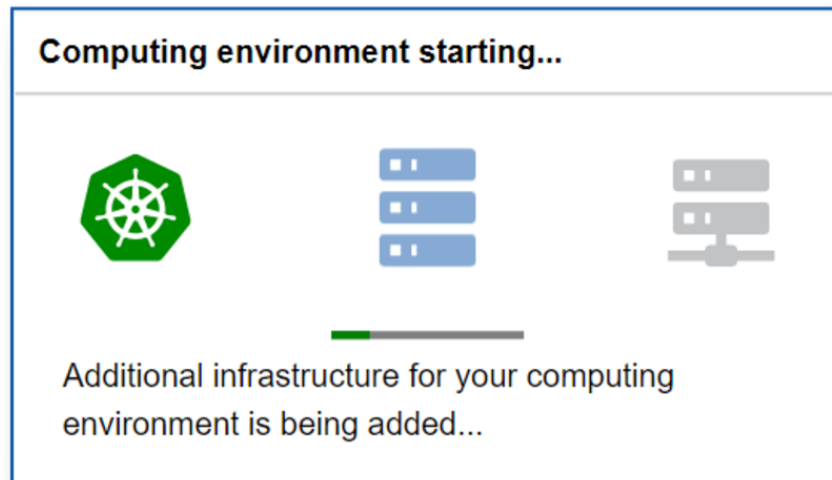 Computing environment starting...
Additional infrastructure for your computing
environment is being added...